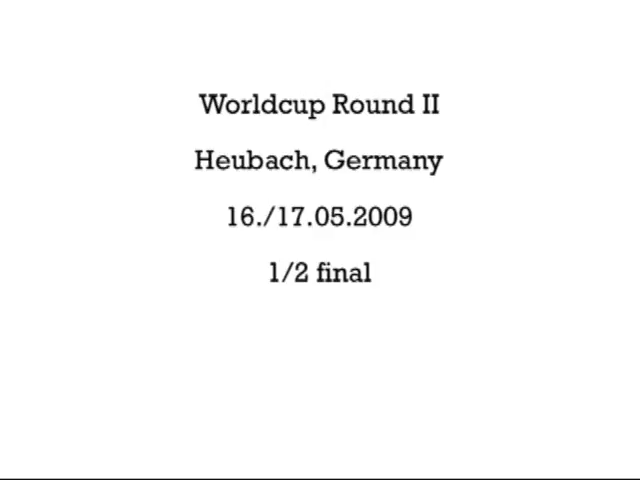 Worldcup Round II
Heubach, Germany
16./17.05.2009
1/2 final